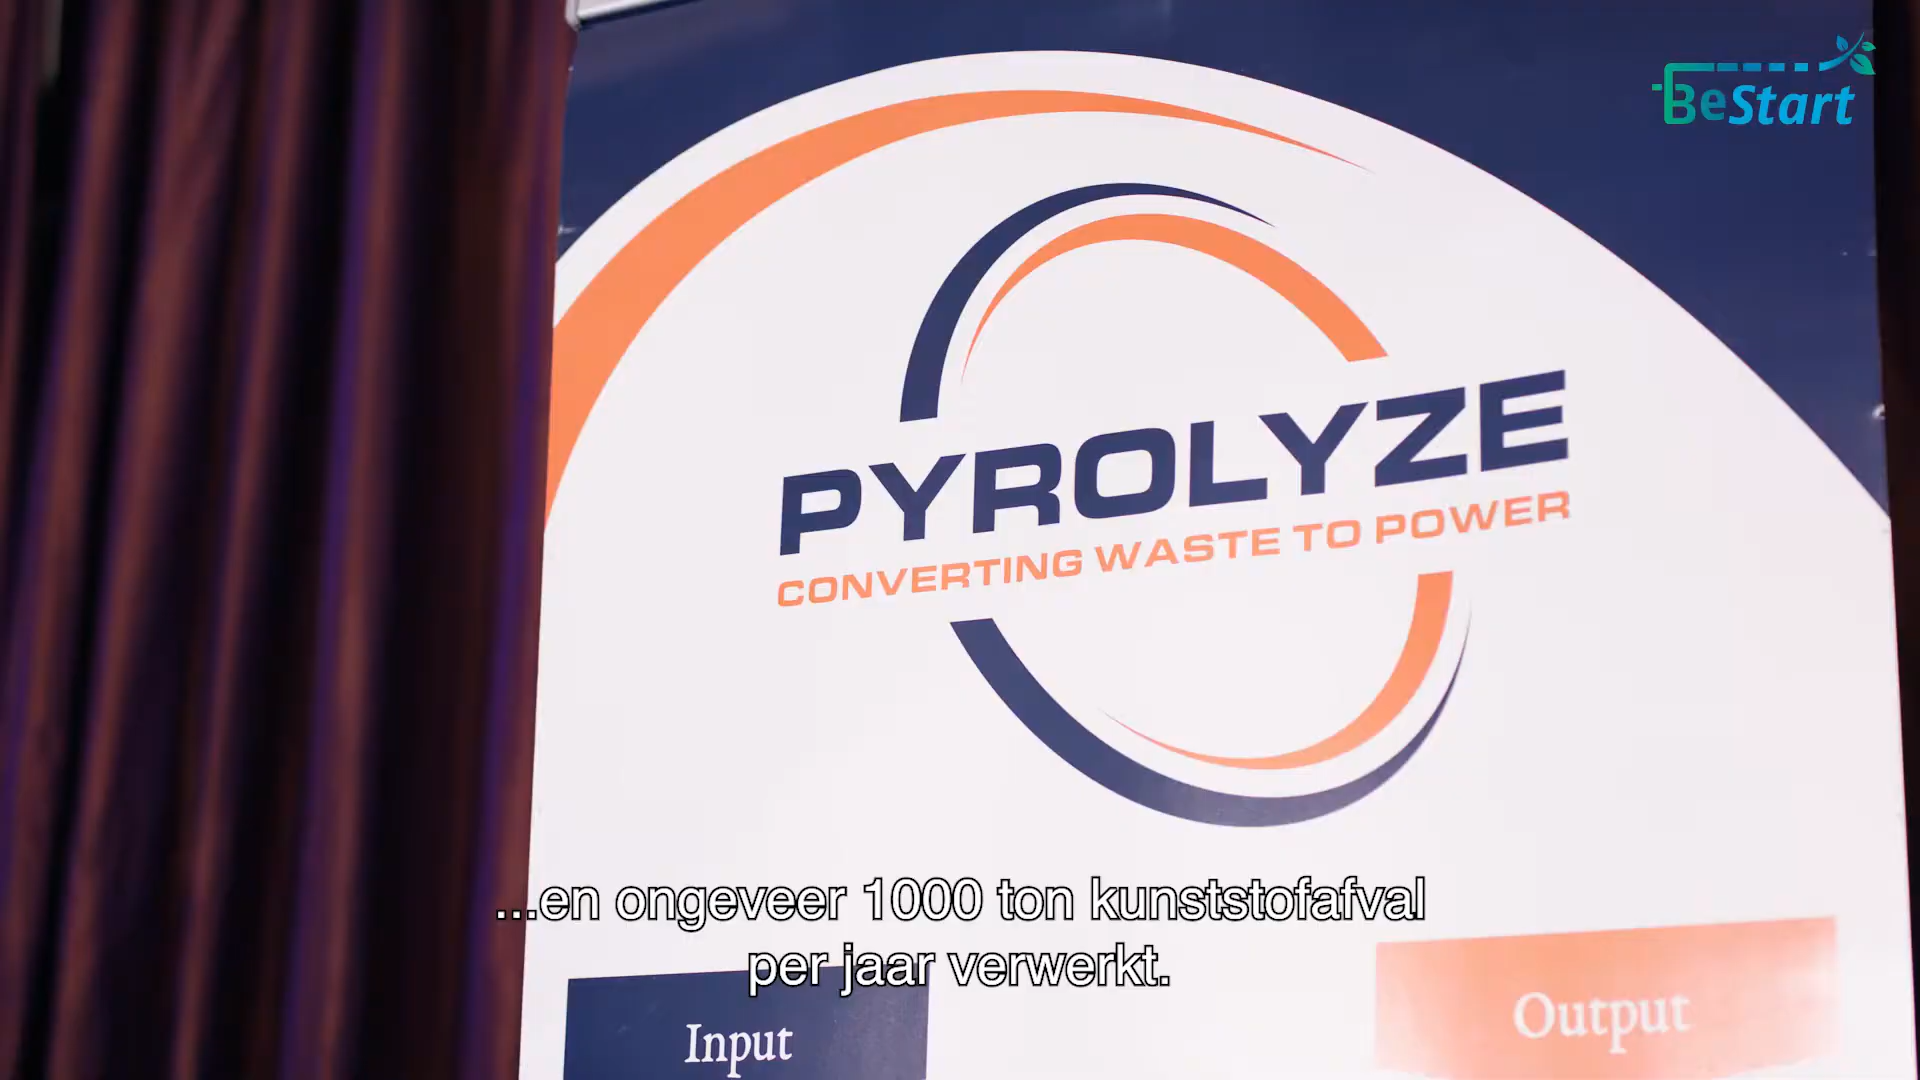 BeStart
PYROLYZE
CONVERTING WASTE TO POWER
...en ongeveer 1000 ton kunststofafval
per jaar verwerkt.
Input
Output